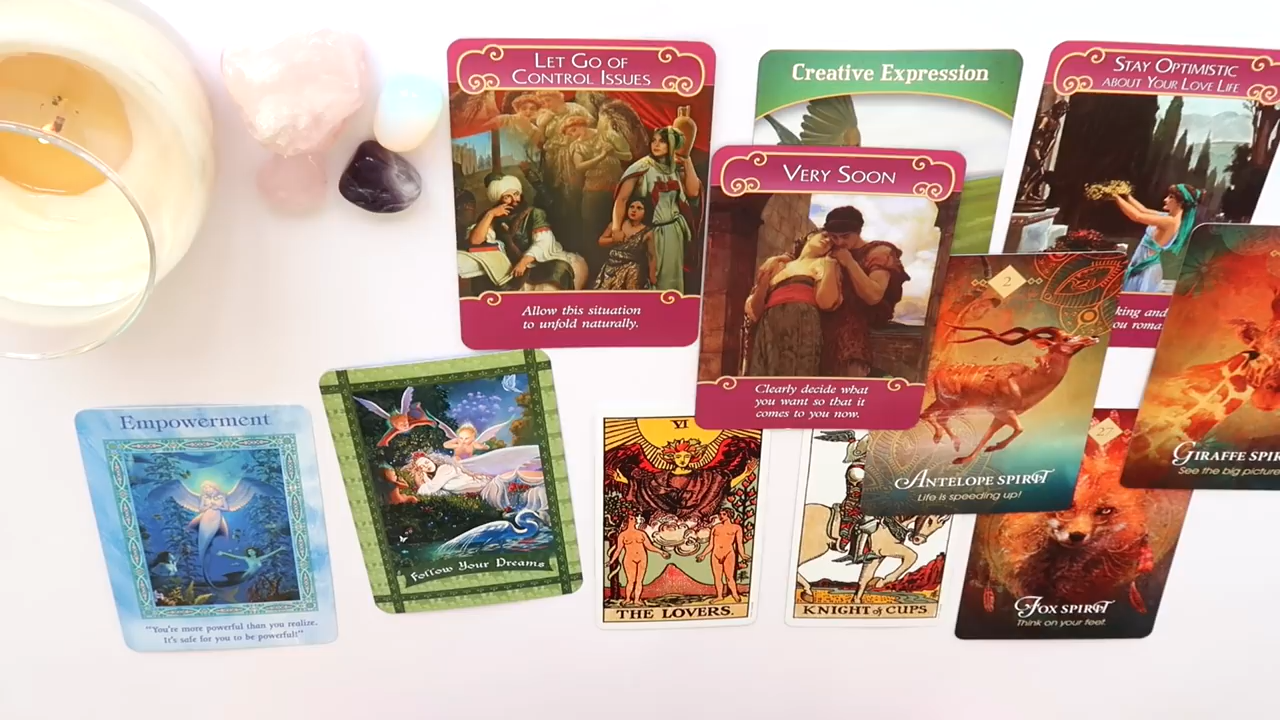 LET GO OF
CONTROL ISSUES
Allow this situation
to unfold naturally.
Creative Expression
STAY OPTIMISTIC
ABOUT YOUR LOVE LIFE
VERY SOON
Clearly decide what
you want so that it
comes to you now.
2
ANTELOPE SPIRIT
Life is speeding up!
GIRAFFE
See the big picture
Empowerment
"You're more powerful than you realize.
It's safe for you to be powerful!"
Follow Your Dreams
VI
THE LOVERS.
KNIGHT of CUPS
27
FOX SPIRIT
Think on your feet.